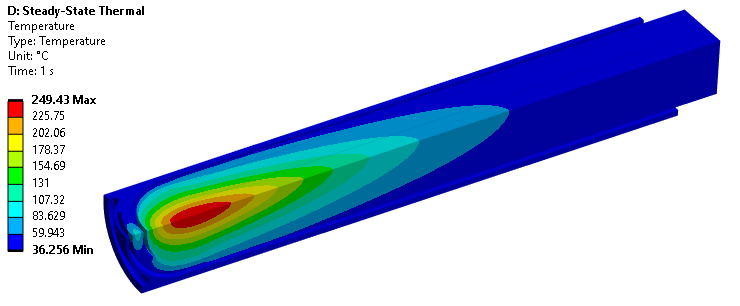 D: Steady-State Thermal
Temperature
Type: Temperature
Unit: °C
Time: 1 s
249.43 Max
225.75
202.06
178.37
154.69
131
107.32
83.629
59.943
36.256 Min